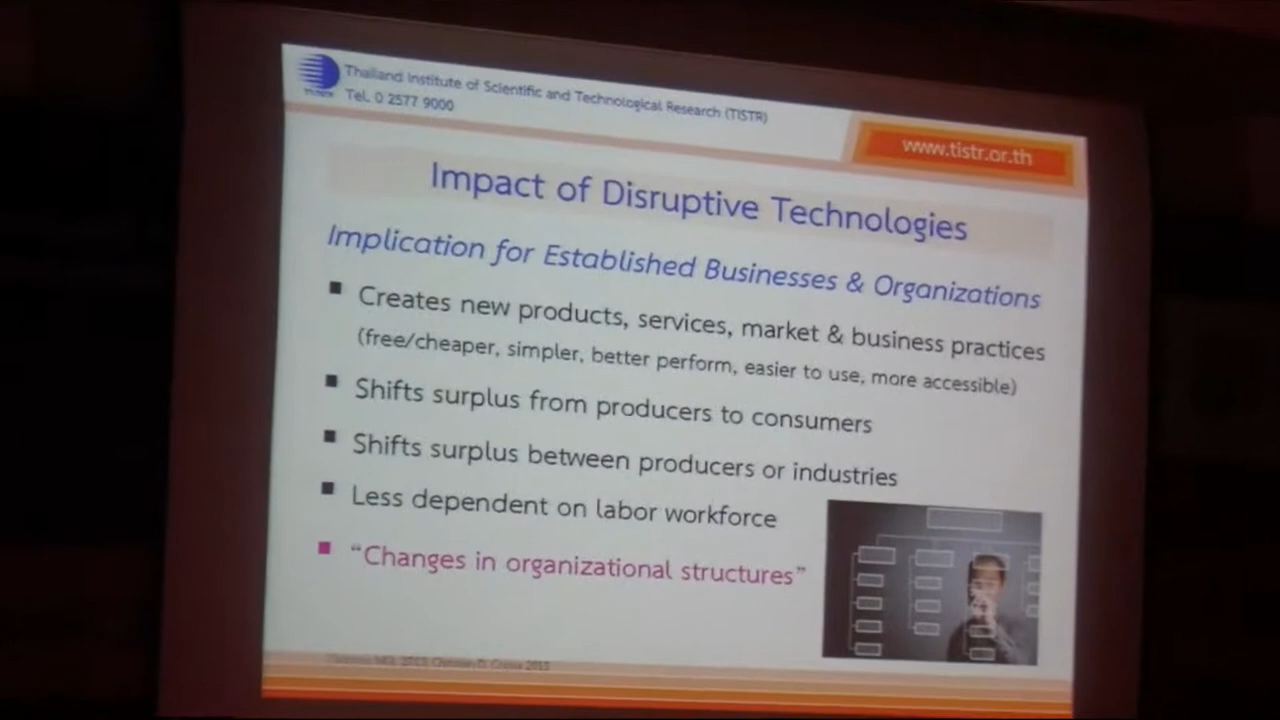 Thailand Institute of Scientific and Technological Research (TISTR)
Tel. 0 2577 9000
www.tistr.or.th
Impact of Disruptive Technologies
Implication for Established Businesses & Organizations
■ Creates new products, services, market & business practices
(free/cheaper, simpler, better perform, easier to use, more accessible)
■ Shifts surplus from producers to consumers
■ Shifts surplus between producers or industries
■ Less dependent on labor workforce
■ “Changes in organizational structures”